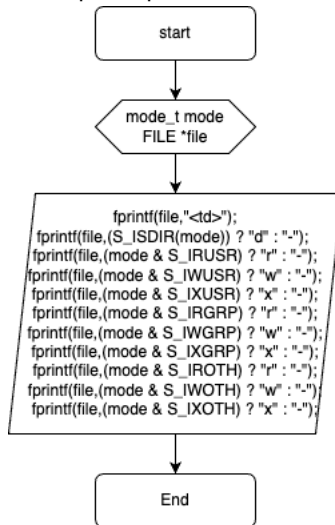 start
mode_t mode
FILE *file
fprintf(file,"<td>");
fprintf(file,(S_ISDIR(mode)) ? "d" : "-");
fprintf(file,(mode & S_IRUSR) ? "r" : "-");
fprintf(file,(mode & S_IWUSR) ? "w" : "-");
fprintf(file,(mode & S_IXUSR) ? "x" : "-");
fprintf(file,(mode & S_IRGRP) ? "r" : "-");
fprintf(file,(mode & S_IWGRP) ? "w" : "-");
fprintf(file,(mode & S_IXGRP) ? "x" : "-");
fprintf(file,(mode & S_IROTH) ? "r" : "-");
fprintf(file,(mode & S_IWOTH) ? "w" : "-");
fprintf(file,(mode & S_IXOTH) ? "x" : "-");
End